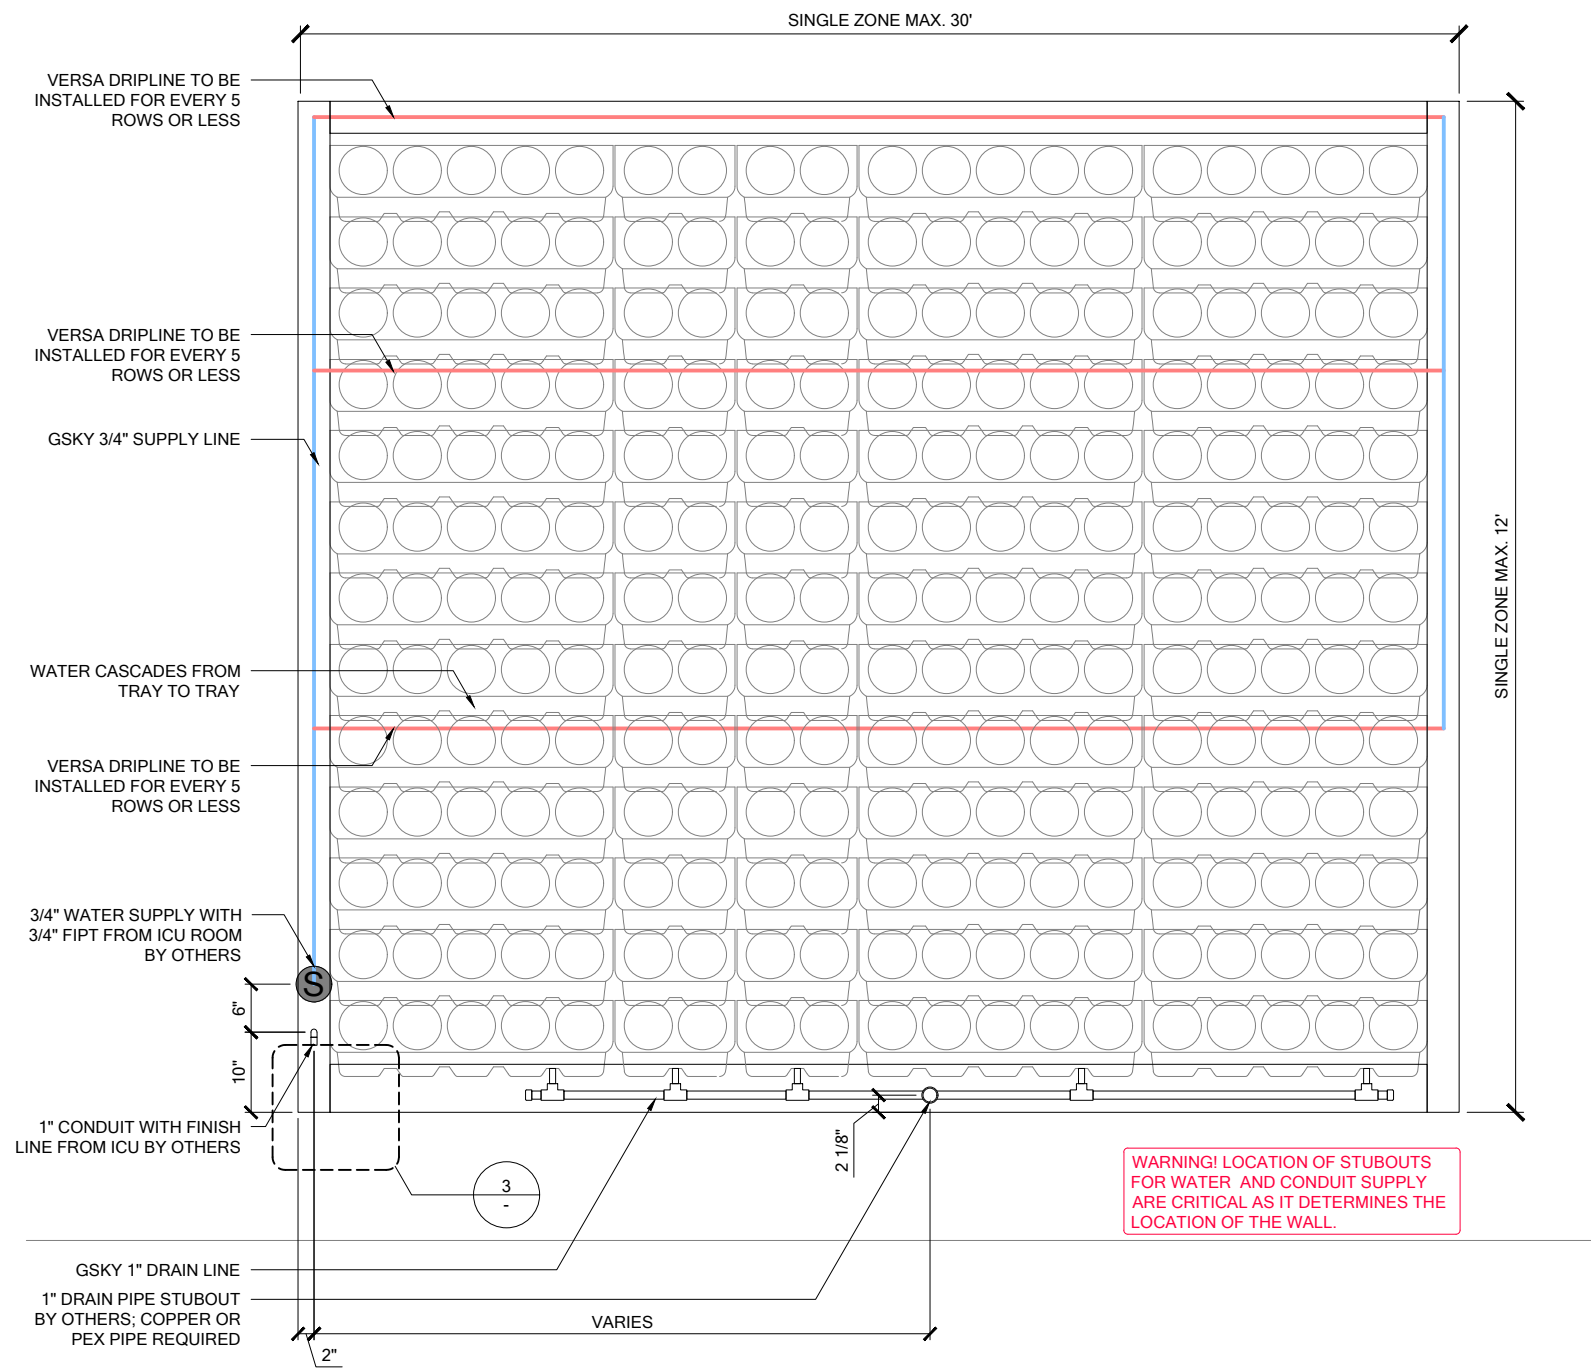 SINGLE ZONE MAX. 30'
VERSA DRIPLINE TO BE
INSTALLED FOR EVERY 5
ROWS OR LESS
VERSA DRIPLINE TO BE
INSTALLED FOR EVERY 5
ROWS OR LESS
GSKY 3/4" SUPPLY LINE
SINGLE ZONE MAX. 12'
WATER CASCADES FROM
TRAY TO TRAY
VERSA DRIPLINE TO BE
INSTALLED FOR EVERY 5
ROWS OR LESS
3/4" WATER SUPPLY WITH
3/4" FIPT FROM ICU ROOM
BY OTHERS
S
6"
10"
1" CONDUIT WITH FINISH
LINE FROM ICU BY OTHERS
2 1/8"
3
-
WARNING! LOCATION OF STUBOUTS
FOR WATER AND CONDUIT SUPPLY
ARE CRITICAL AS IT DETERMINES THE
LOCATION OF THE WALL.
GSKY 1" DRAIN LINE
1" DRAIN PIPE STUBOUT
BY OTHERS; COPPER OR
PEX PIPE REQUIRED
VARIES
2"